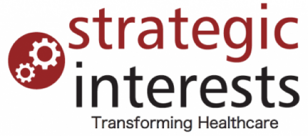 strategic
interests
Transforming Healthcare